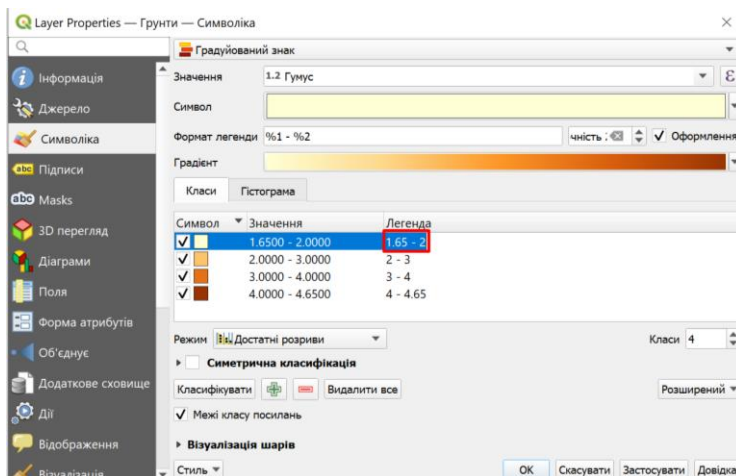 Layer Properties — Грунти — Символіка
Градуйований знак
Інформація
Джерело
Символіка
Підписи
Masks
3D перегляд
Діаграми
Поля
Форма атрибутів
Об'єднує
Додаткове сховище
Дії
Відображення
Візуалізація
Значення 1.2 Гумус ε
Символ
Формат легенди %1 - %2 чність : Оформлення
Градієнт
Класи Гістограма
Символ Значення Легенда
1.6500 - 2.0000 1.65 - 2
2.0000 - 3.0000 2 - 3
3.0000 - 4.0000 3 - 4
4.0000 - 4.6500 4 - 4.65
Режим Достатні розриви Класи 4
Симетрична класифікація
Класифікувати Видалити все Розширений
Межі класу посилань
Візуалізація шарів
Стиль OK Скасувати Застосувати Довідка